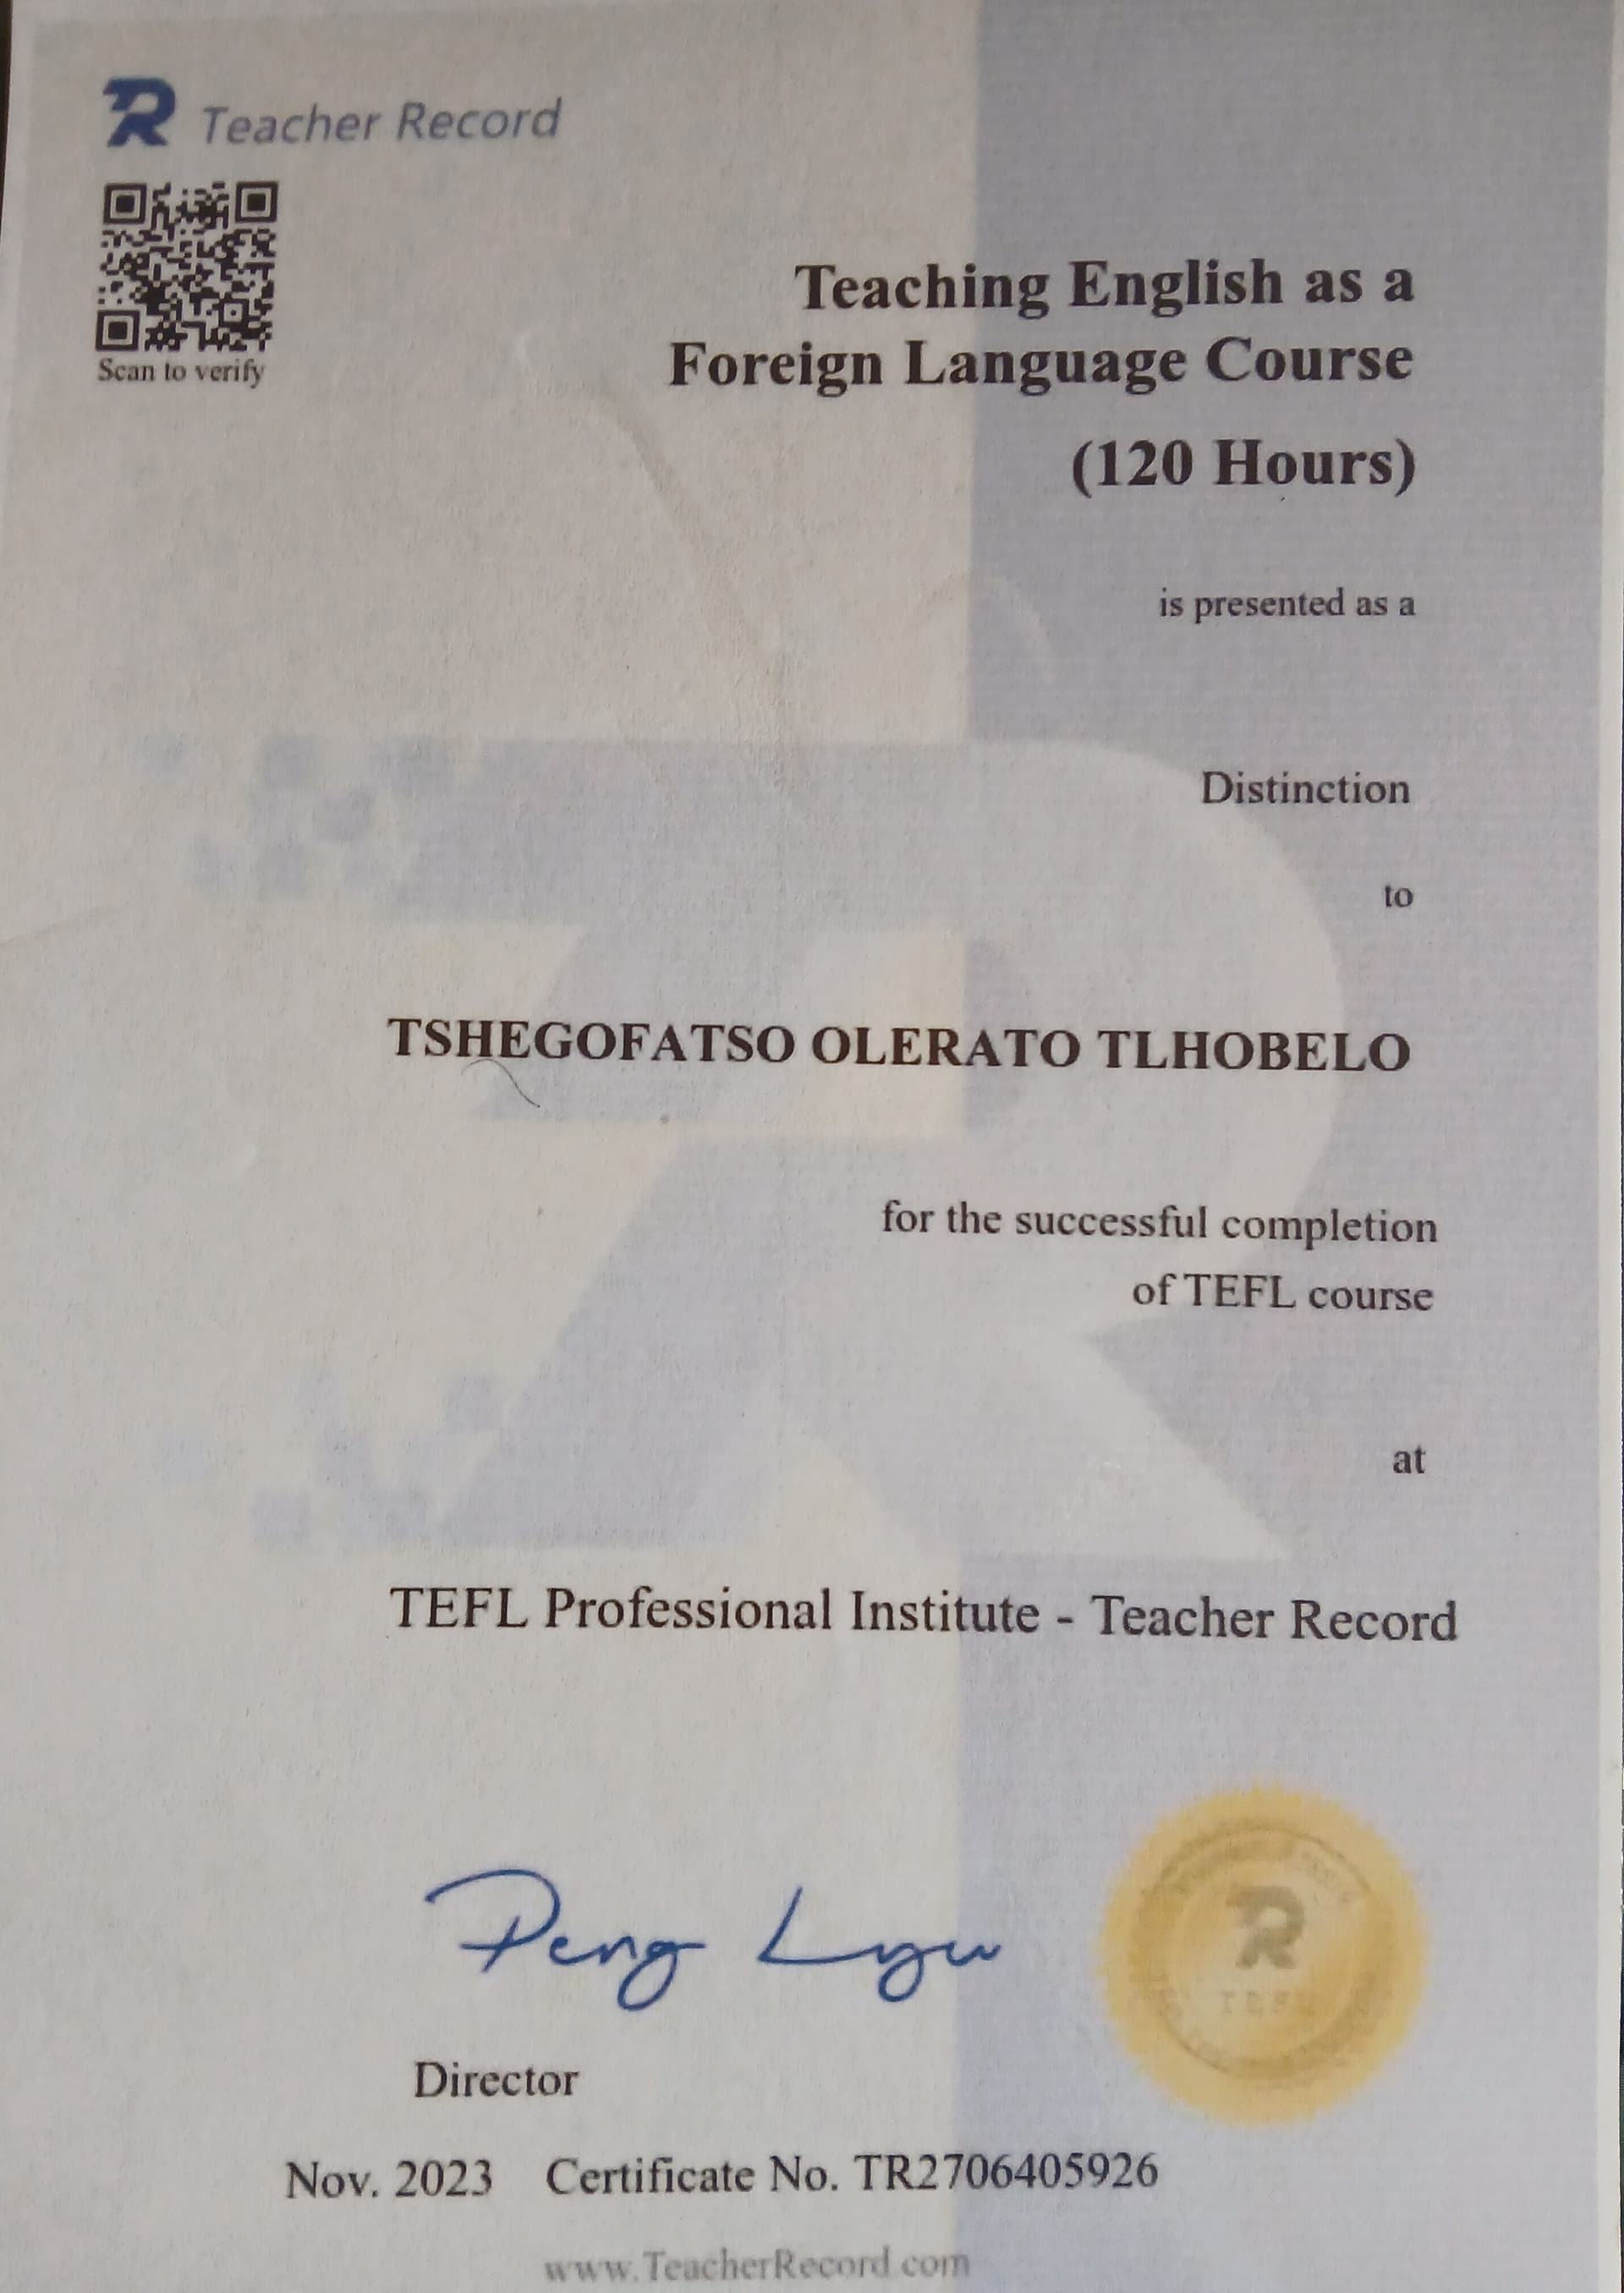 Teacher Record
Scan to verify
Teaching English as a
Foreign Language Course
(120 Hours)
is presented as a
Distinction
to
TSHEGOFATSO OLERATO TLHOBELO
for the successful completion
of TEFL course
at
TEFL Professional Institute - Teacher Record
Peng Lyu
TEFL
Director
Nov. 2023 Certificate No. TR2706405926
www.TeacherRecord.com